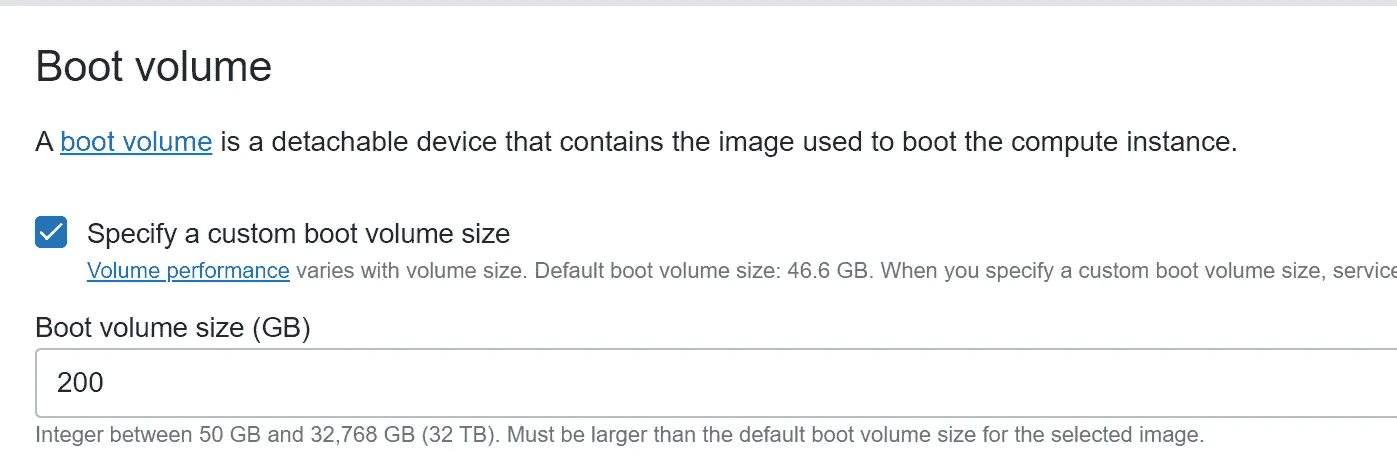 Boot volume
A boot volume is a detachable device that contains the image used to boot the compute instance.
Specify a custom boot volume size
Volume performance varies with volume size. Default boot volume size: 46.6 GB. When you specify a custom boot volume size, service
Boot volume size (GB)
200
Integer between 50 GB and 32,768 GB (32 TB). Must be larger than the default boot volume size for the selected image.